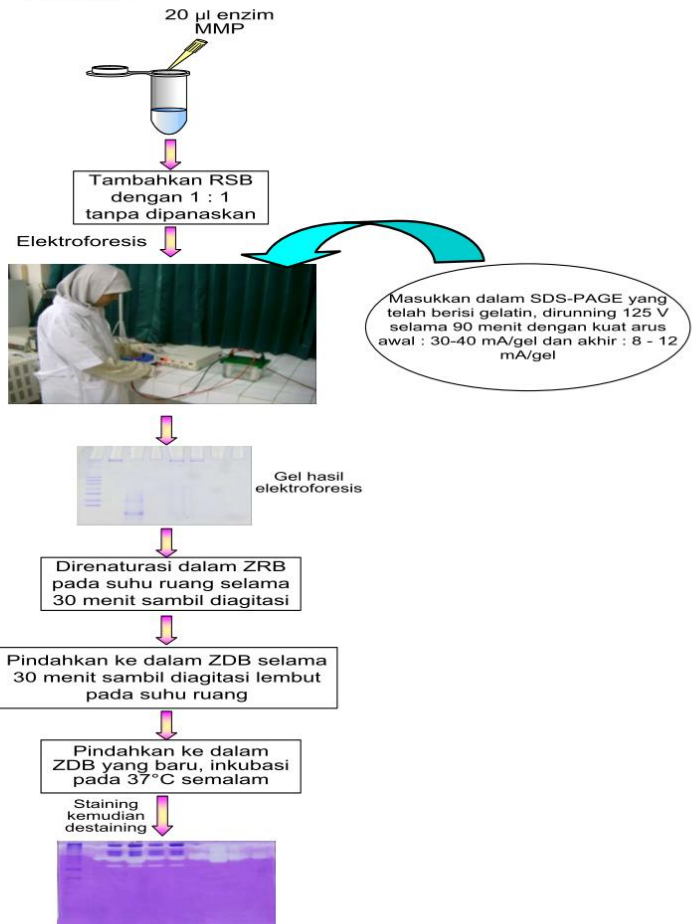 20 µl enzim
MMP
Tambahkan RSB
dengan 1 : 1
tanpa dipanaskan
Elektroforesis
Masukkan dalam SDS-PAGE yang
telah berisi gelatin, dirunning 125 V
selama 90 menit dengan kuat arus
awal : 30-40 mA/gel dan akhir : 8 - 12
mA/gel
Gel hasil
elektroforesis
Direnaturasi dalam ZRB
pada suhu ruang selama
30 menit sambil diagitasi
Pindahkan ke dalam ZDB selama
30 menit sambil diagitasi lembut
pada suhu ruang
Pindahkan ke dalam
ZDB yang baru, inkubasi
pada 37°C semalam
Staining
kemudian
destaining